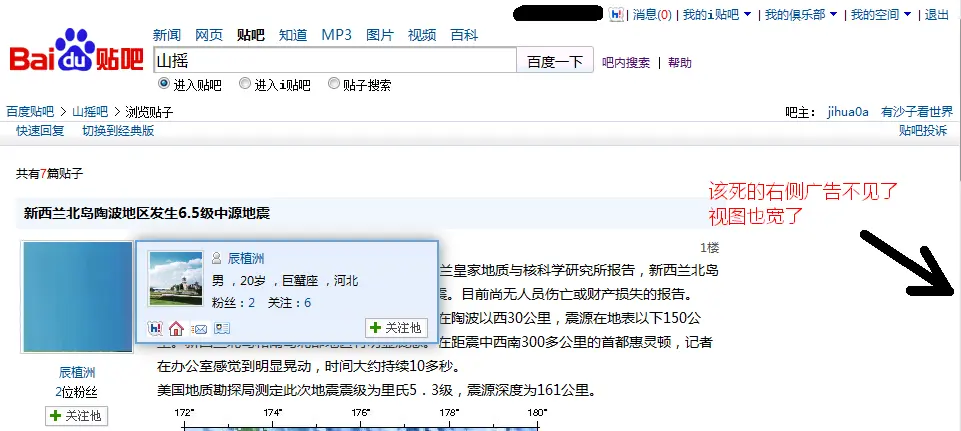 消息(0) | 我的i贴吧 | 我的俱乐部 | 我的空间 | 退出
新闻 网页 贴吧 知道 MP3 图片 视频 百科
Bai du 贴吧
山摇 百度一下 吧内搜索 | 帮助
进入贴吧 进入i贴吧 贴子搜索
百度贴吧 > 山摇吧 > 浏览贴子 吧主: jihua0a 有沙子看世界
快速回复 切换到经典版 贴吧投诉
共有7篇贴子
该死的右侧广告不见了
视图也宽了
新西兰北岛陶波地区发生6.5级中源地震
1楼
辰植洲
男 ，20岁 ，巨蟹座 ，河北
粉丝：2 关注：6
h!
关注他
兰皇家地质与核科学研究所报告，新西兰北岛
。目前尚无人员伤亡或财产损失的报告。
在陶波以西30公里，震源在地表以下150公
在距震中西南300多公里的首都惠灵顿，记者
在办公室感觉到明显晃动，时间大约持续10多秒。
美国地质勘探局测定此次地震震级为里氏5．3级，震源深度为161公里。
辰植洲
2位粉丝
关注他
172° 174° 176° 178° 180°